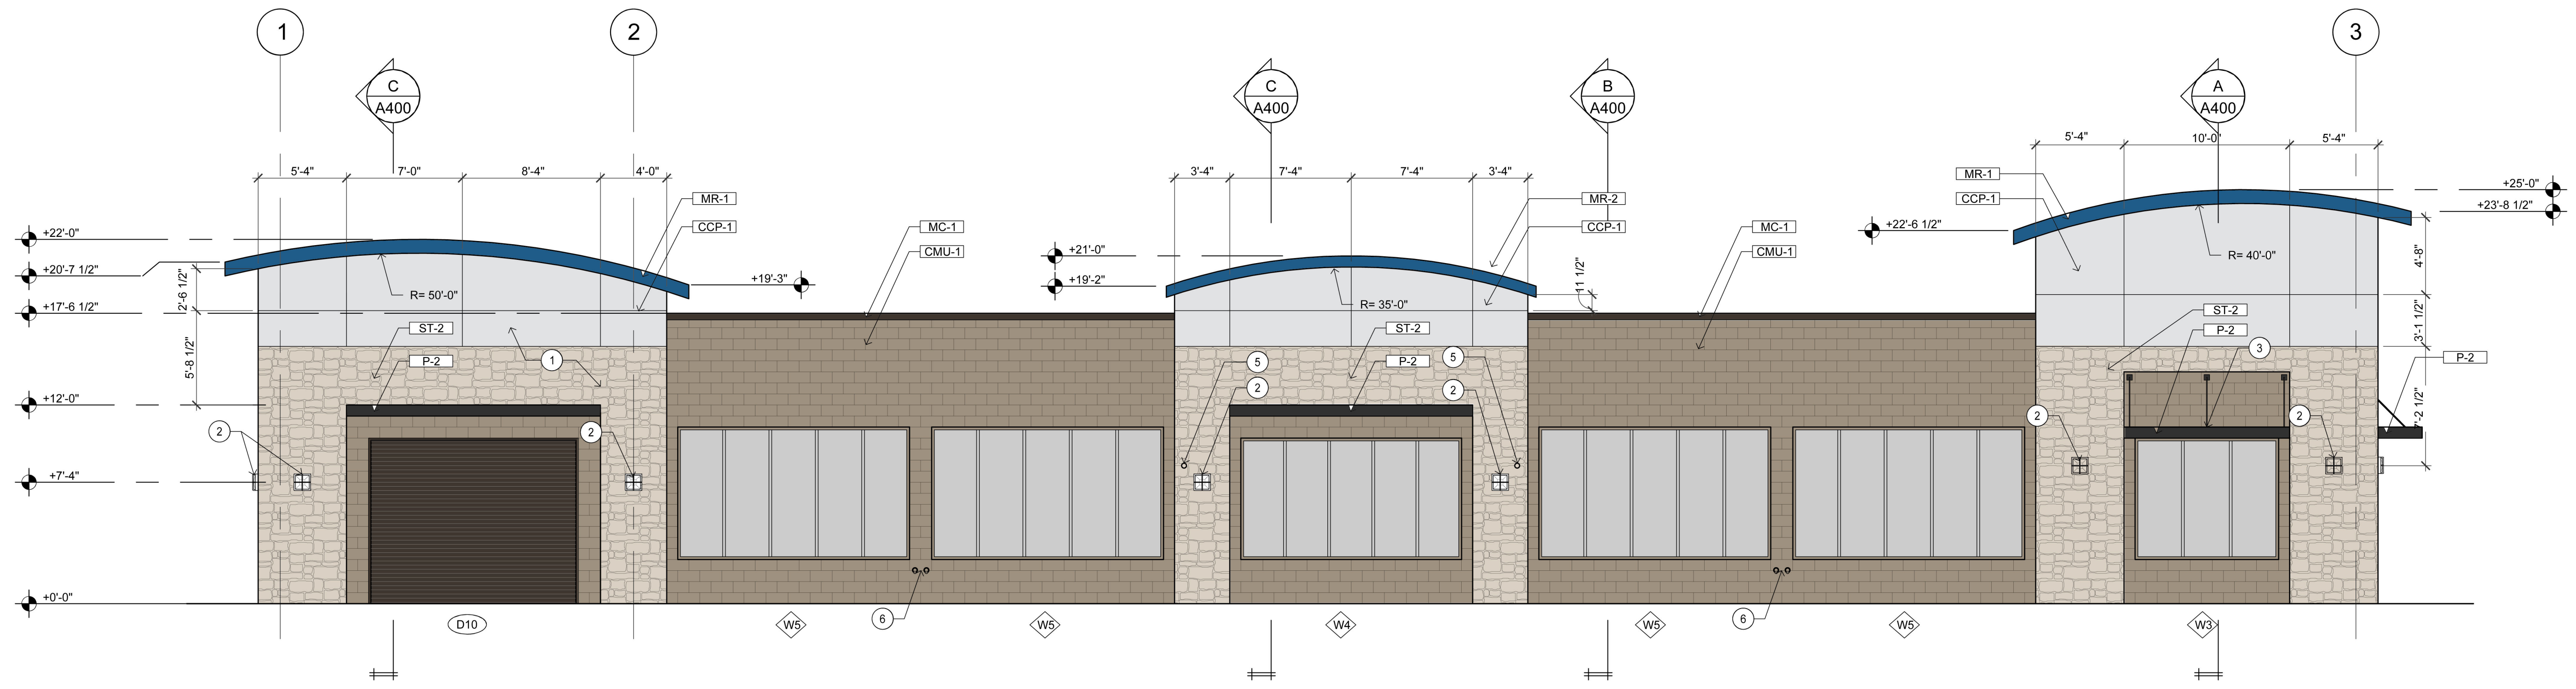 1
2
3
C
A400
C
A400
B
A400
A
A400
5'-4"
10'-0"
5'-4"
5'-4"
7'-0"
8'-4"
4'-0"
3'-4"
7'-4"
7'-4"
3'-4"
MR-1
CCP-1
MC-1
CMU-1
MR-2
CCP-1
MC-1
CMU-1
MR-1
CCP-1
+25'-0"
+23'-8 1/2"
+22'-6 1/2"
+22'-0"
+20'-7 1/2"
+17'-6 1/2"
+12'-0"
+7'-4"
+0'-0"
2'-6 1/2"
5'-8 1/2"
+19'-3"
+21'-0"
+19'-2"
11 1/2"
R= 50'-0"
R= 35'-0"
R= 40'-0"
4'-8"
3'-1 1/2"
ST-2
P-2
1
ST-2
P-2
5
5
2
2
ST-2
P-2
3
P-2
2
2
2
2
6
6
D10
W5
W5
W4
W5
W5
W3